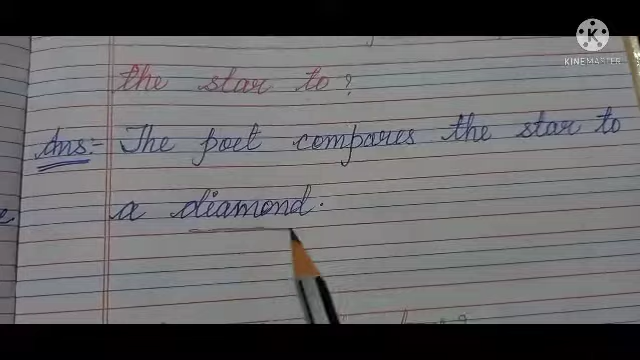 KINEMASTER
the star to?
Ans:- The poet compares the star to
a diamond.